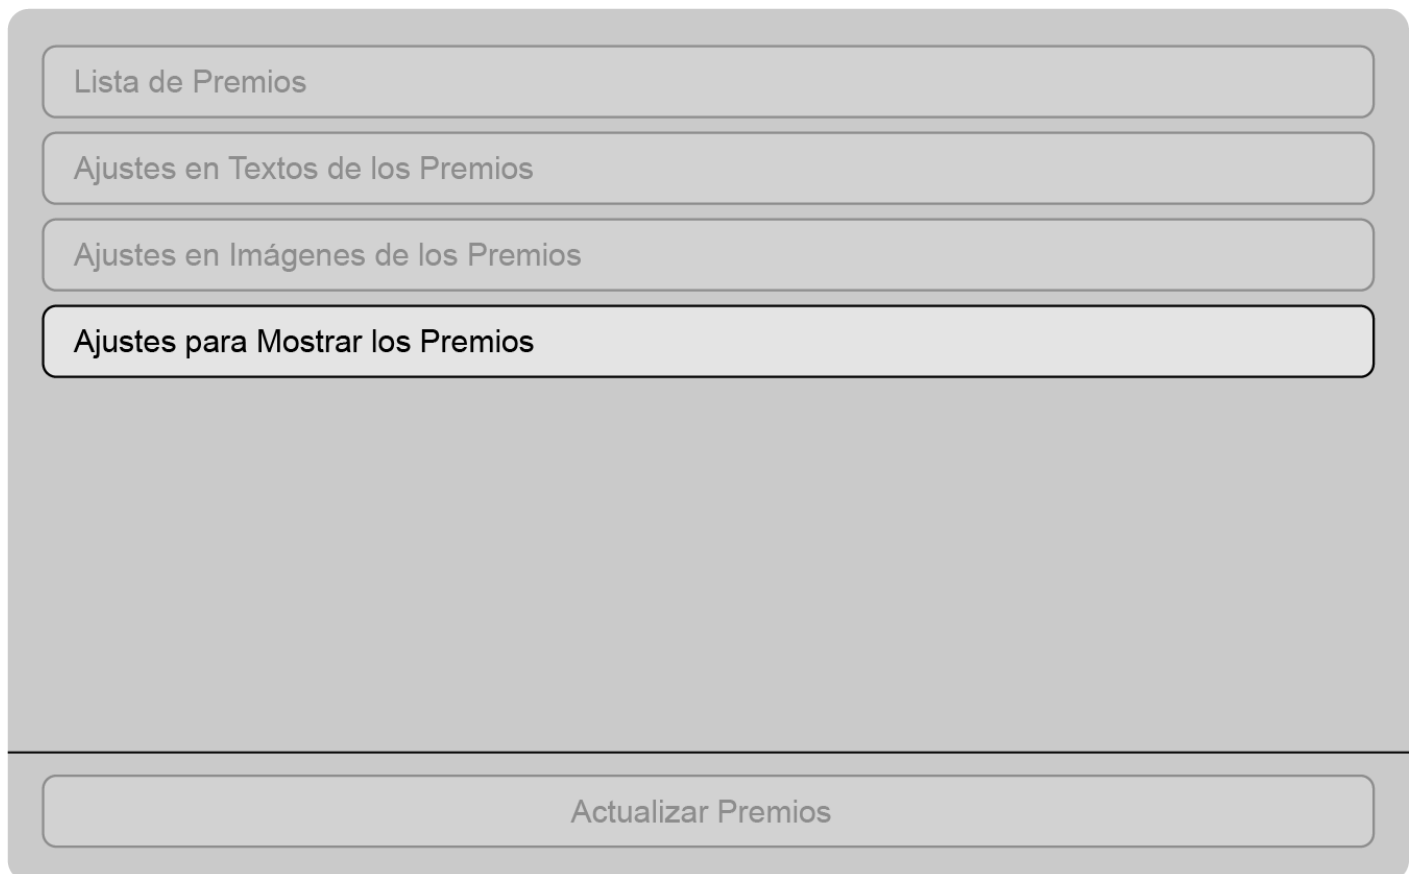 Lista de Premios
Ajustes en Textos de los Premios
Ajustes en Imágenes de los Premios
Ajustes para Mostrar los Premios
Actualizar Premios